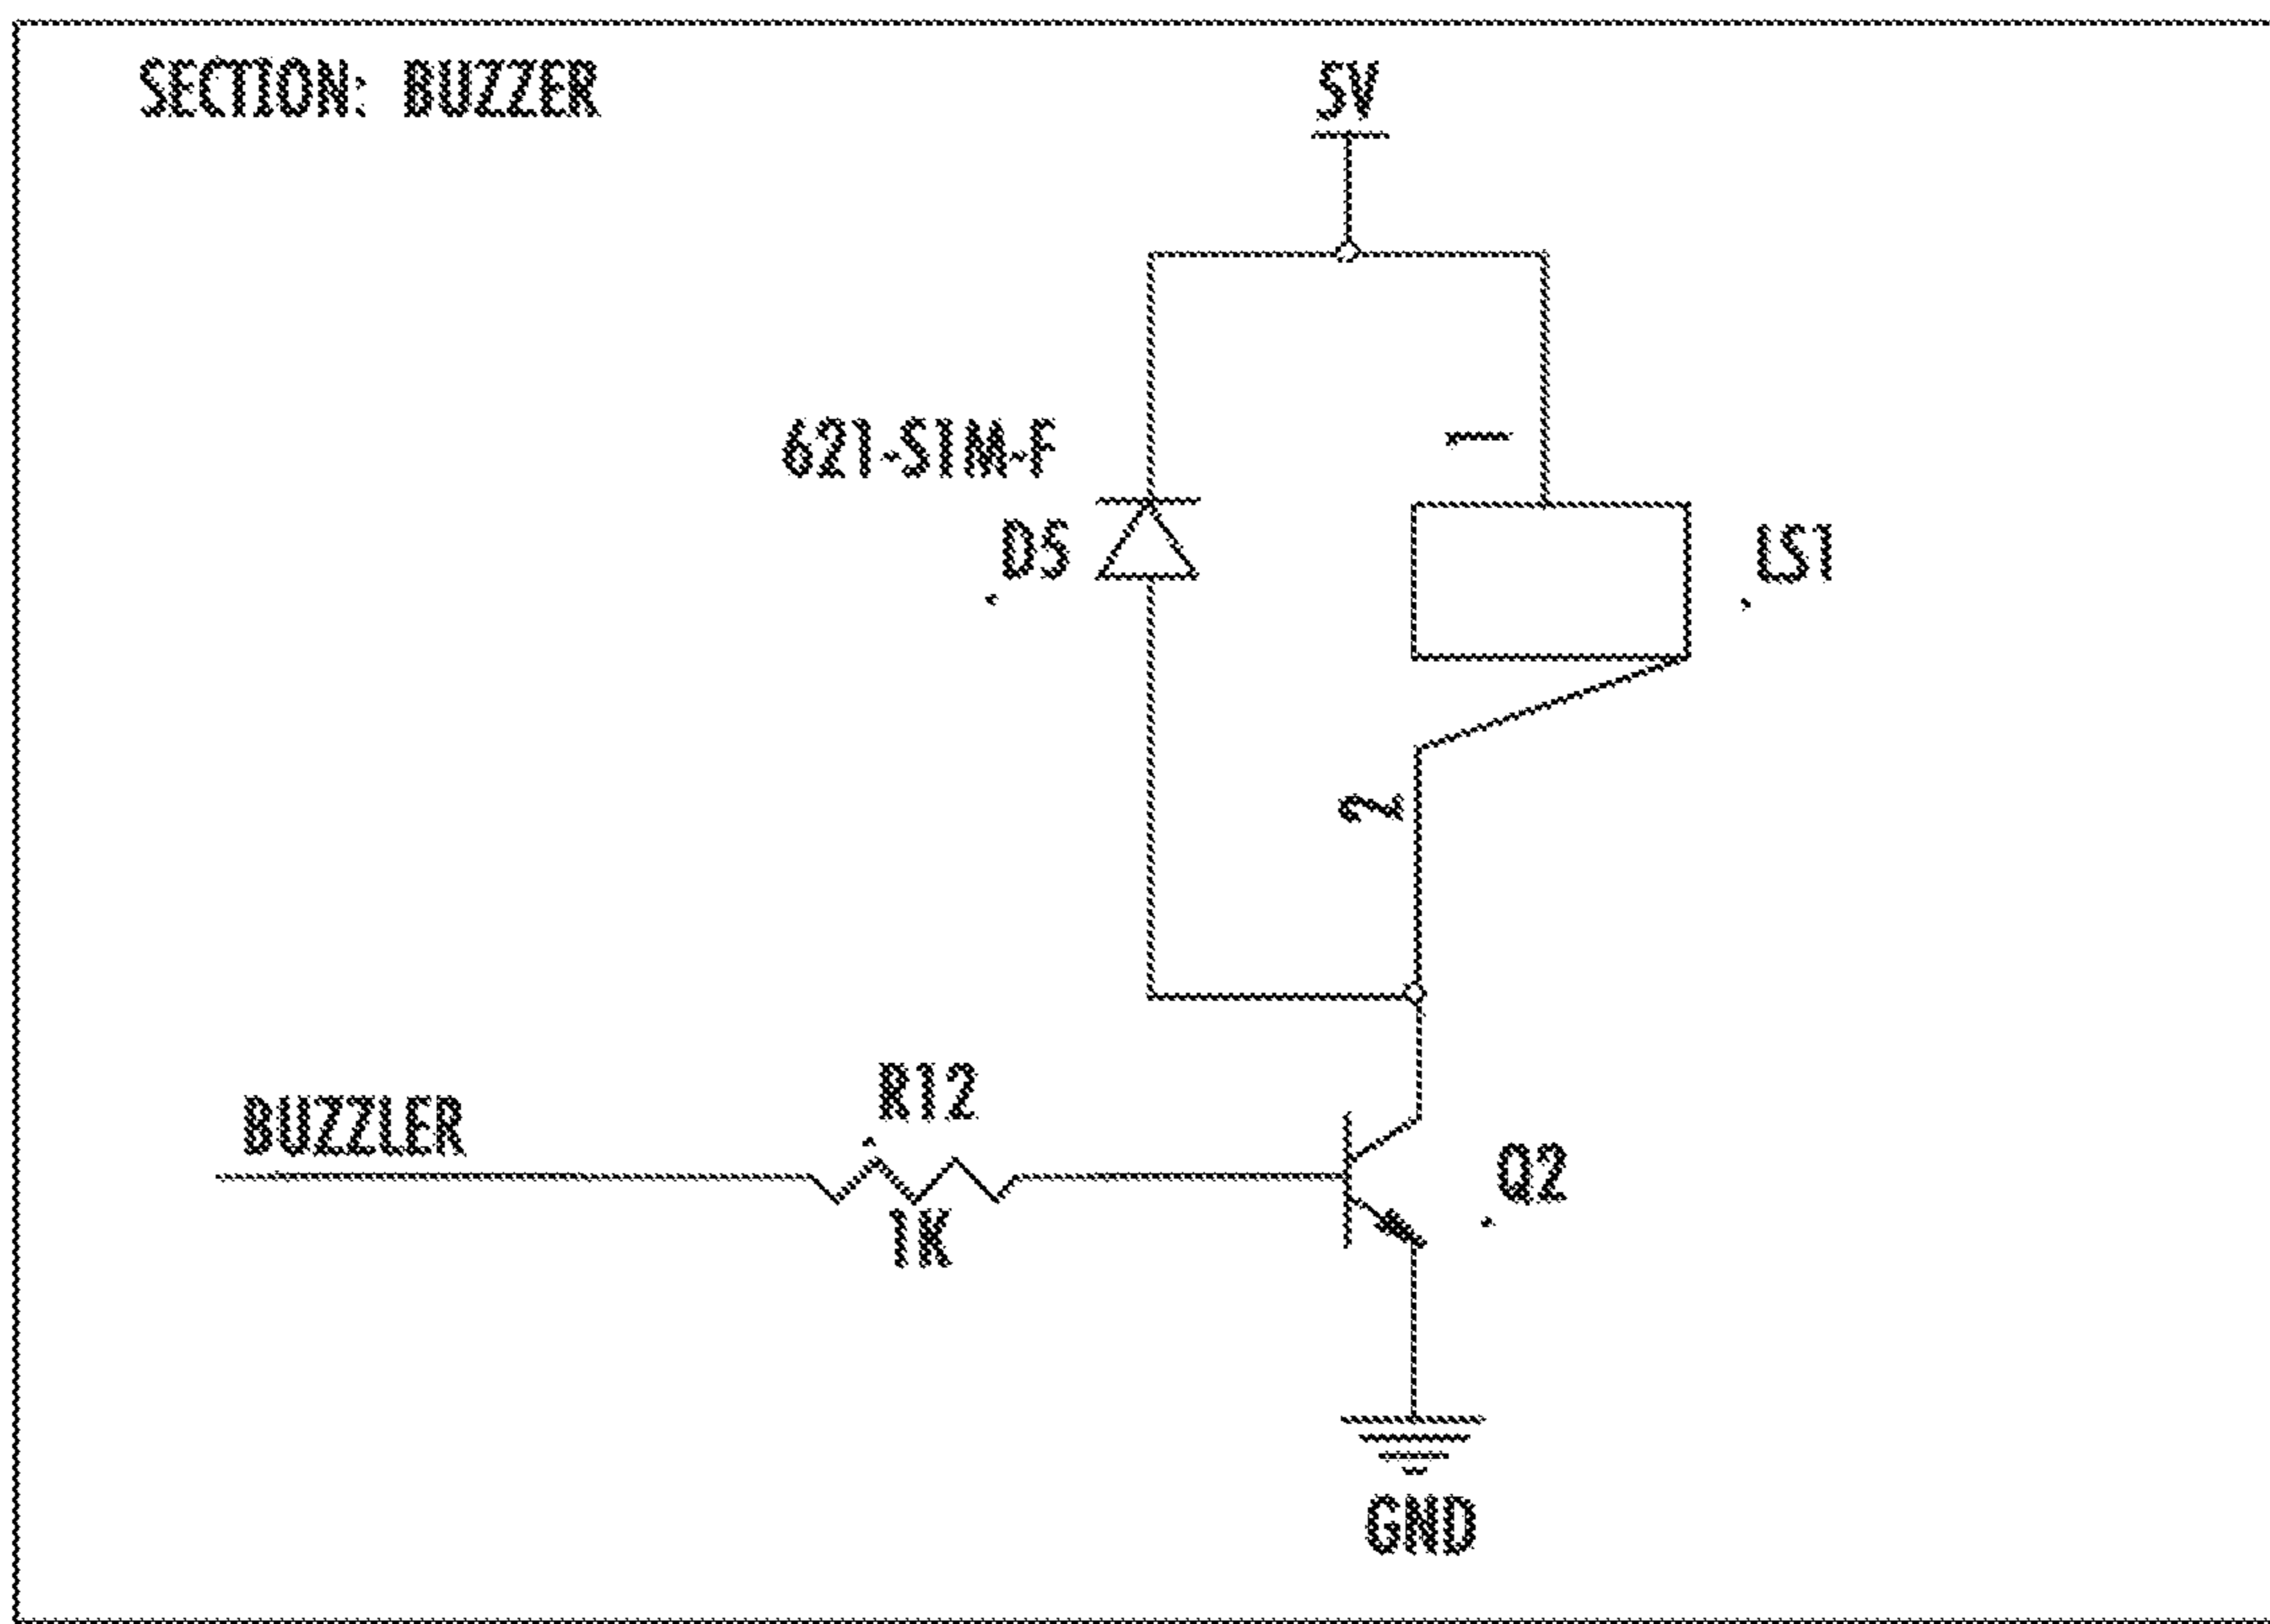 SECTION: BUZZER
5V
621-S1M-F
D5
1
LS1
2
BUZZLER
R12
1K
Q2
GND